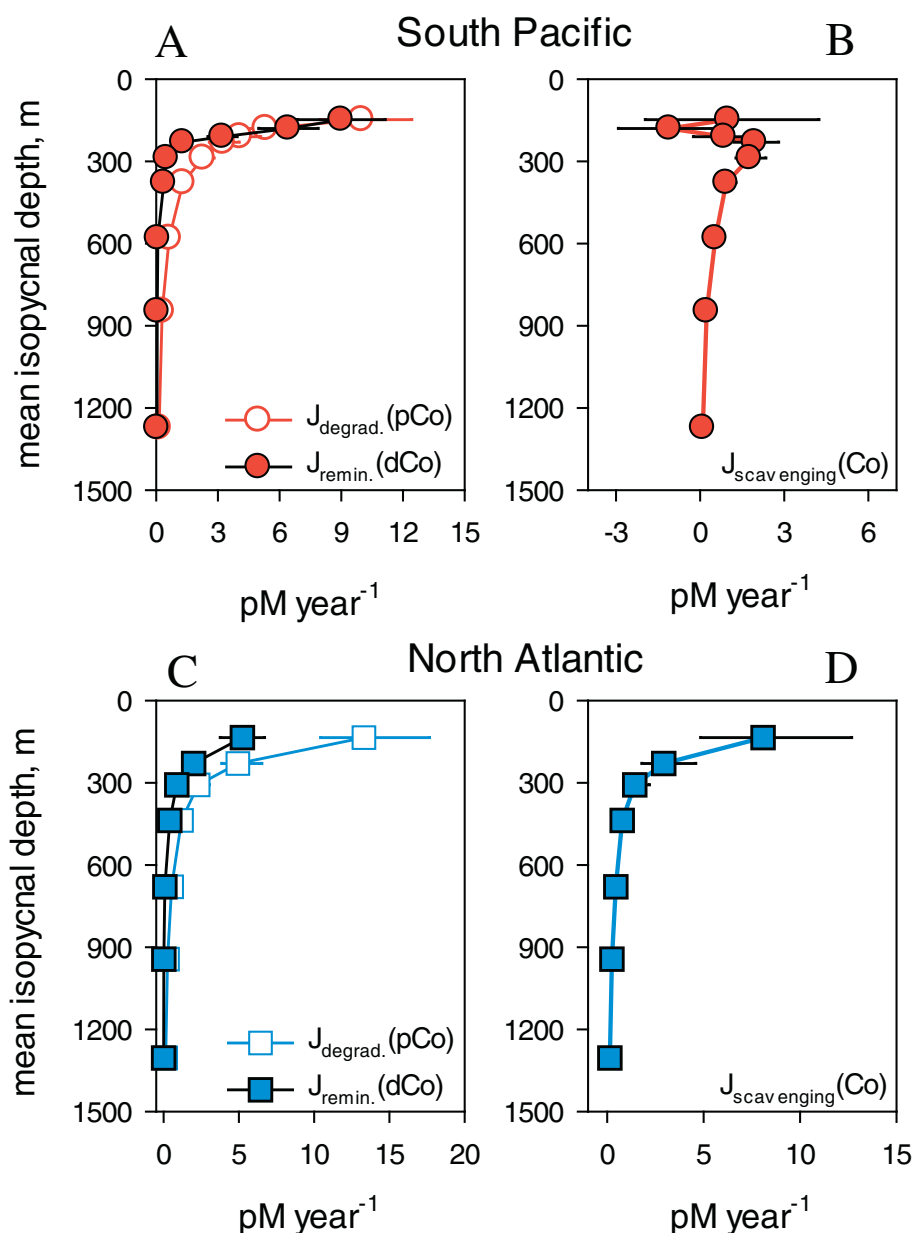 South Pacific
A
B
0
300
600
900
1200
1500
mean isopycnal depth, m
J_degrad.(pCo)
J_remin.(dCo)
0 3 6 9 12 15
pM year^-1
0
300
600
900
1200
1500
J_scavenging(Co)
-3 0 3 6
pM year^-1
North Atlantic
C
D
0
300
600
900
1200
1500
mean isopycnal depth, m
J_degrad.(pCo)
J_remin.(dCo)
0 5 10 15 20
pM year^-1
0
300
600
900
1200
1500
J_scavenging(Co)
0 5 10 15
pM year^-1